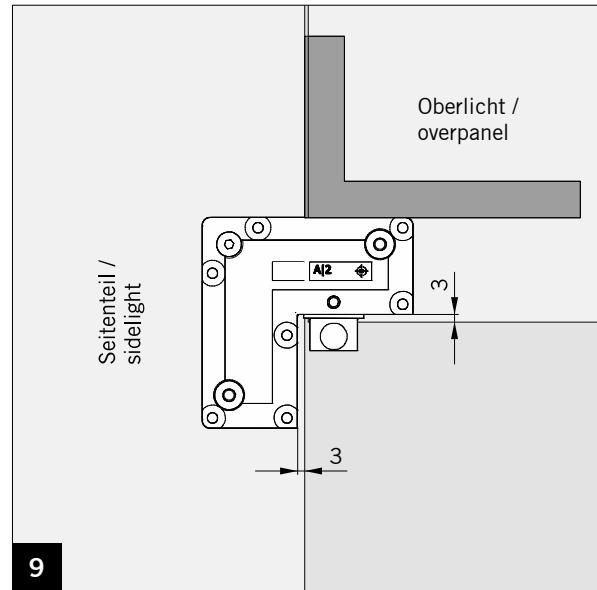 Oberlicht /
overpanel
Seitenteil /
sidelight
A|2
3
3
9